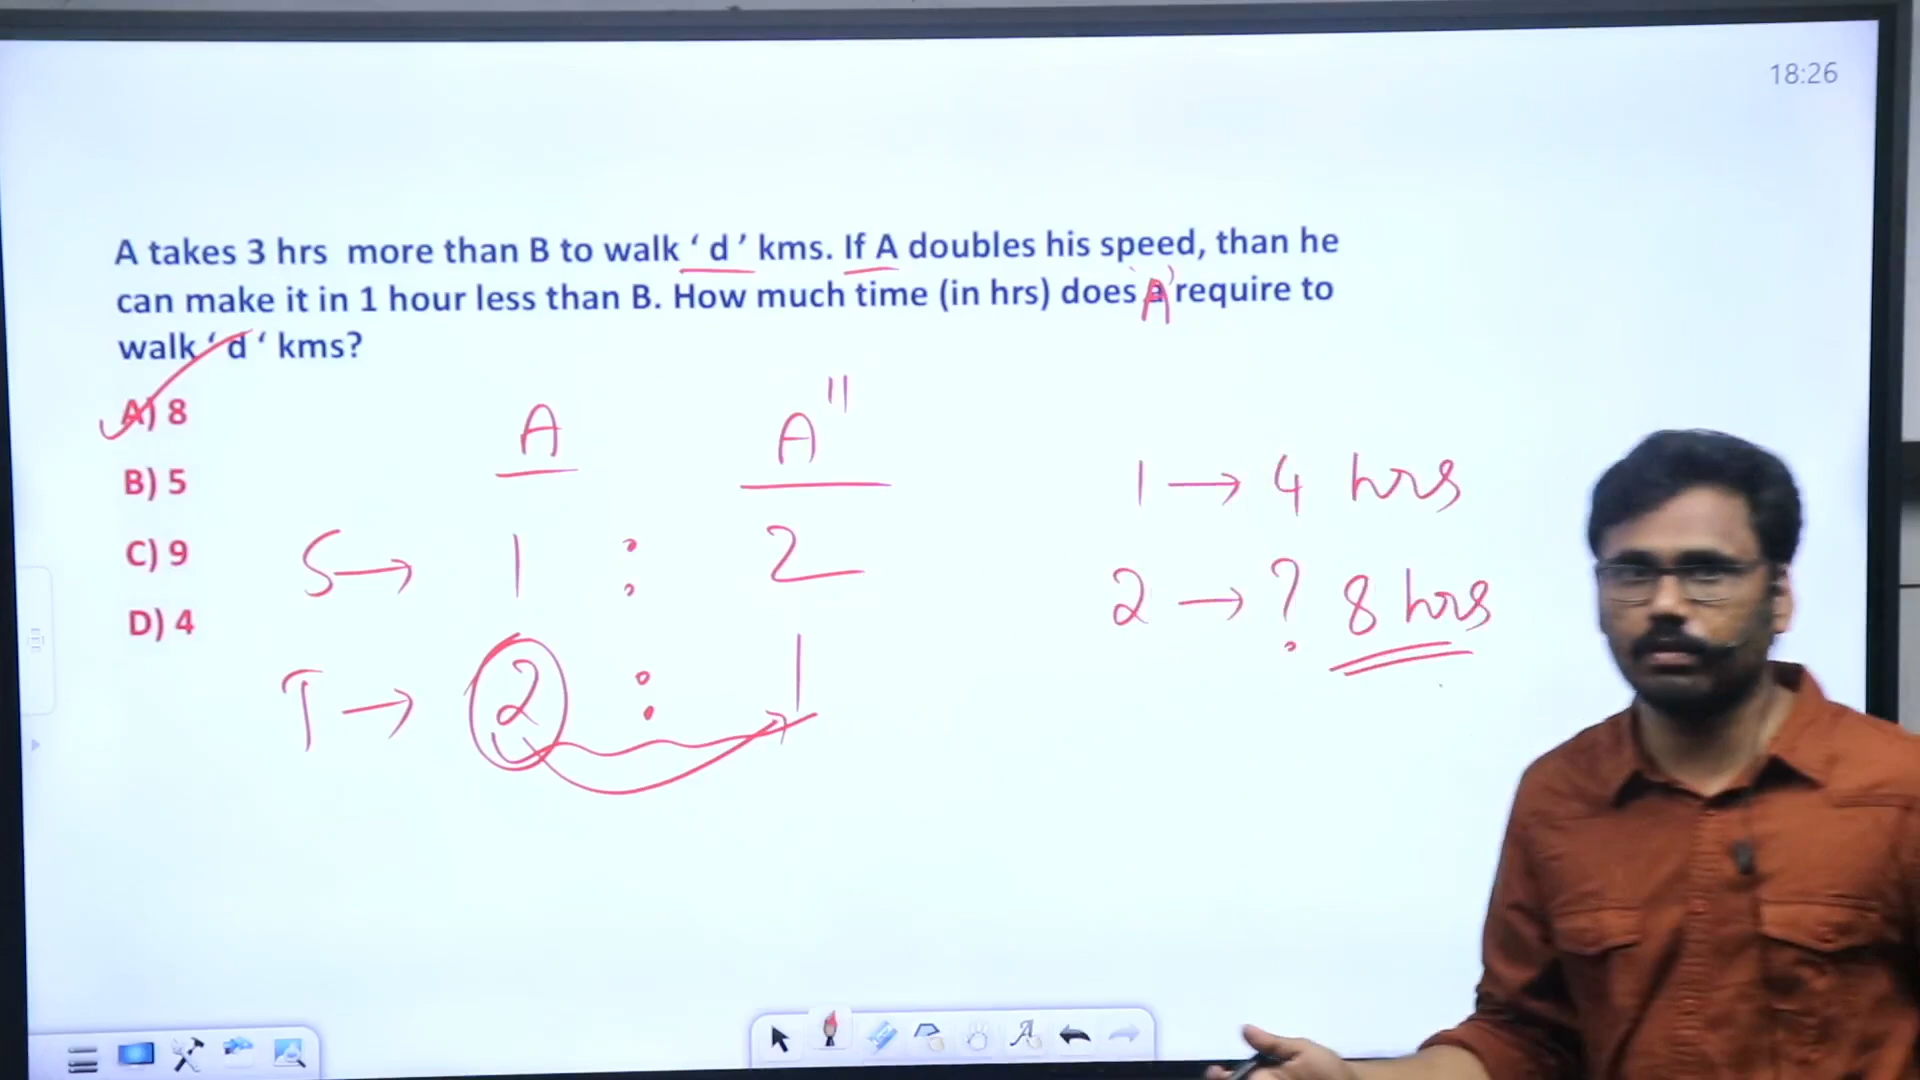 18:26
A takes 3 hrs more than B to walk ‘ d ’ kms. If A doubles his speed, than he
can make it in 1 hour less than B. How much time (in hrs) does A require to
walk ‘ d ‘ kms?
A) 8
B) 5
C) 9
D) 4
A A"
S→ 1 : 2
T→ 2 : 1
1 → 4 hrs
2 → ? 8 hrs